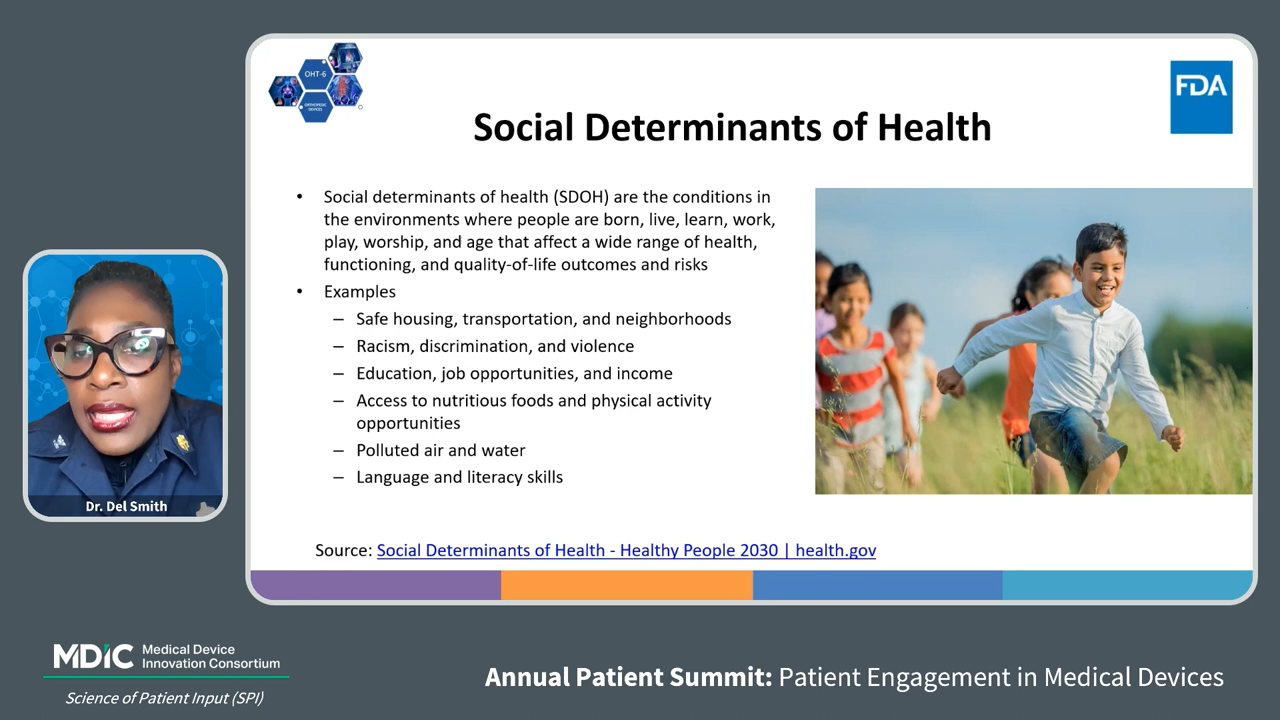 OHT-6
ORTHOPEDIC
DEVICES
FDA
Social Determinants of Health
• Social determinants of health (SDOH) are the conditions in
the environments where people are born, live, learn, work,
play, worship, and age that affect a wide range of health,
functioning, and quality-of-life outcomes and risks
• Examples
– Safe housing, transportation, and neighborhoods
– Racism, discrimination, and violence
– Education, job opportunities, and income
– Access to nutritious foods and physical activity
opportunities
– Polluted air and water
– Language and literacy skills
Source: Social Determinants of Health - Healthy People 2030 | health.gov
Dr. Del Smith
MDIC Medical Device
Innovation Consortium
Science of Patient Input (SPI)
Annual Patient Summit: Patient Engagement in Medical Devices